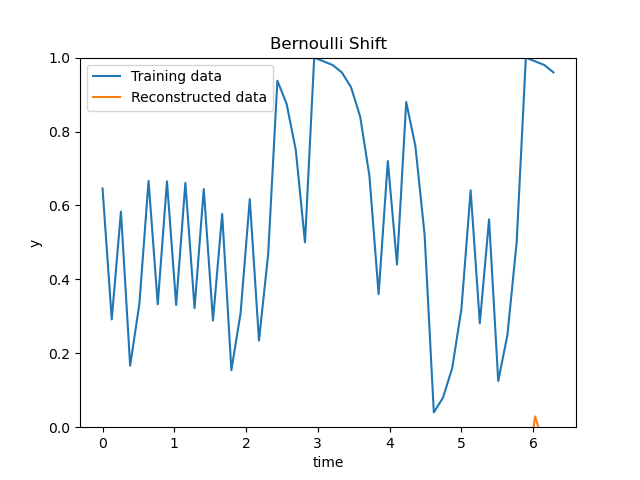 Bernoulli Shift
Training data
Reconstructed data
1.0
0.8
0.6
0.4
0.2
0.0
y
0 1 2 3 4 5 6
time